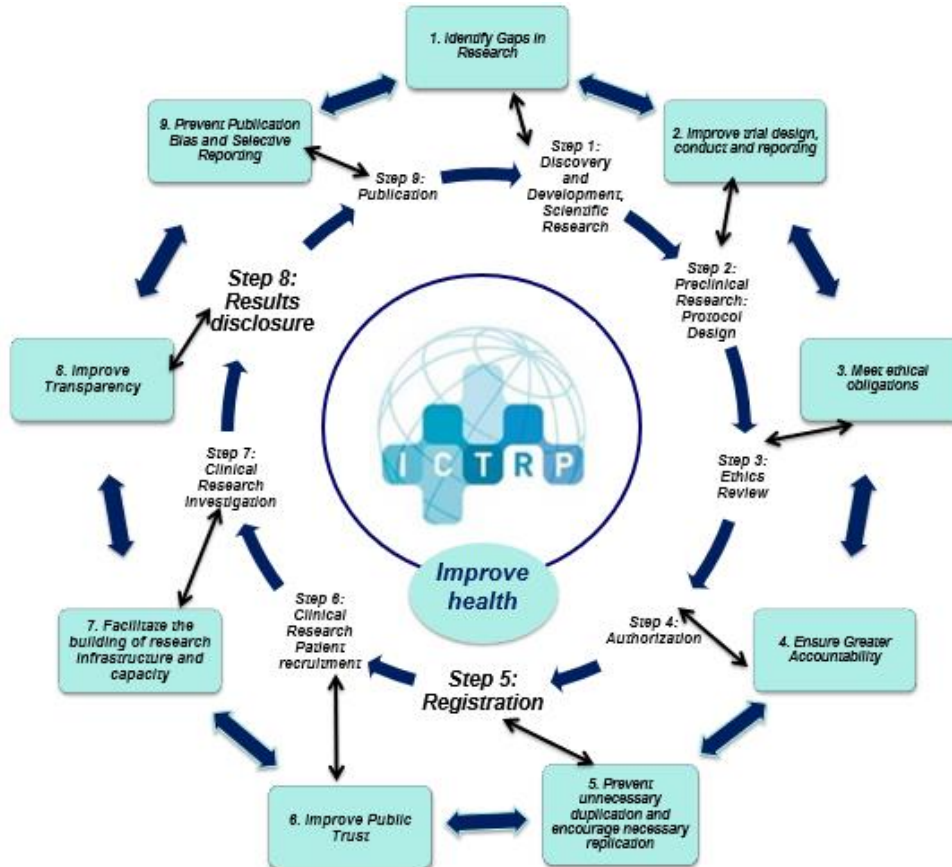 1. Identify Gaps in
Research
2. Improve trial design,
conduct and reporting
3. Meet ethical
obligations
4. Ensure Greater
Accountability
5. Prevent
unnecessary
duplication and
encourage necessary
replication
6. Improve Public
Trust
7. Facilitate the
building of research
infrastructure and
capacity
8. Improve
Transparency
9. Prevent Publication
Bias and Selective
Reporting
Step 1:
Discovery
and
Development,
Scientific
Research
Step 2:
Preclinical
Research:
Protocol
Design
Step 3:
Ethics
Review
Step 4:
Authorization
Step 5:
Registration
Step 6:
Clinical
Research
Patient
recruitment
Step 7:
Clinical
Research
Investigation
Step 8:
Results
disclosure
Step 9:
Publication
ICTRP
Improve
health